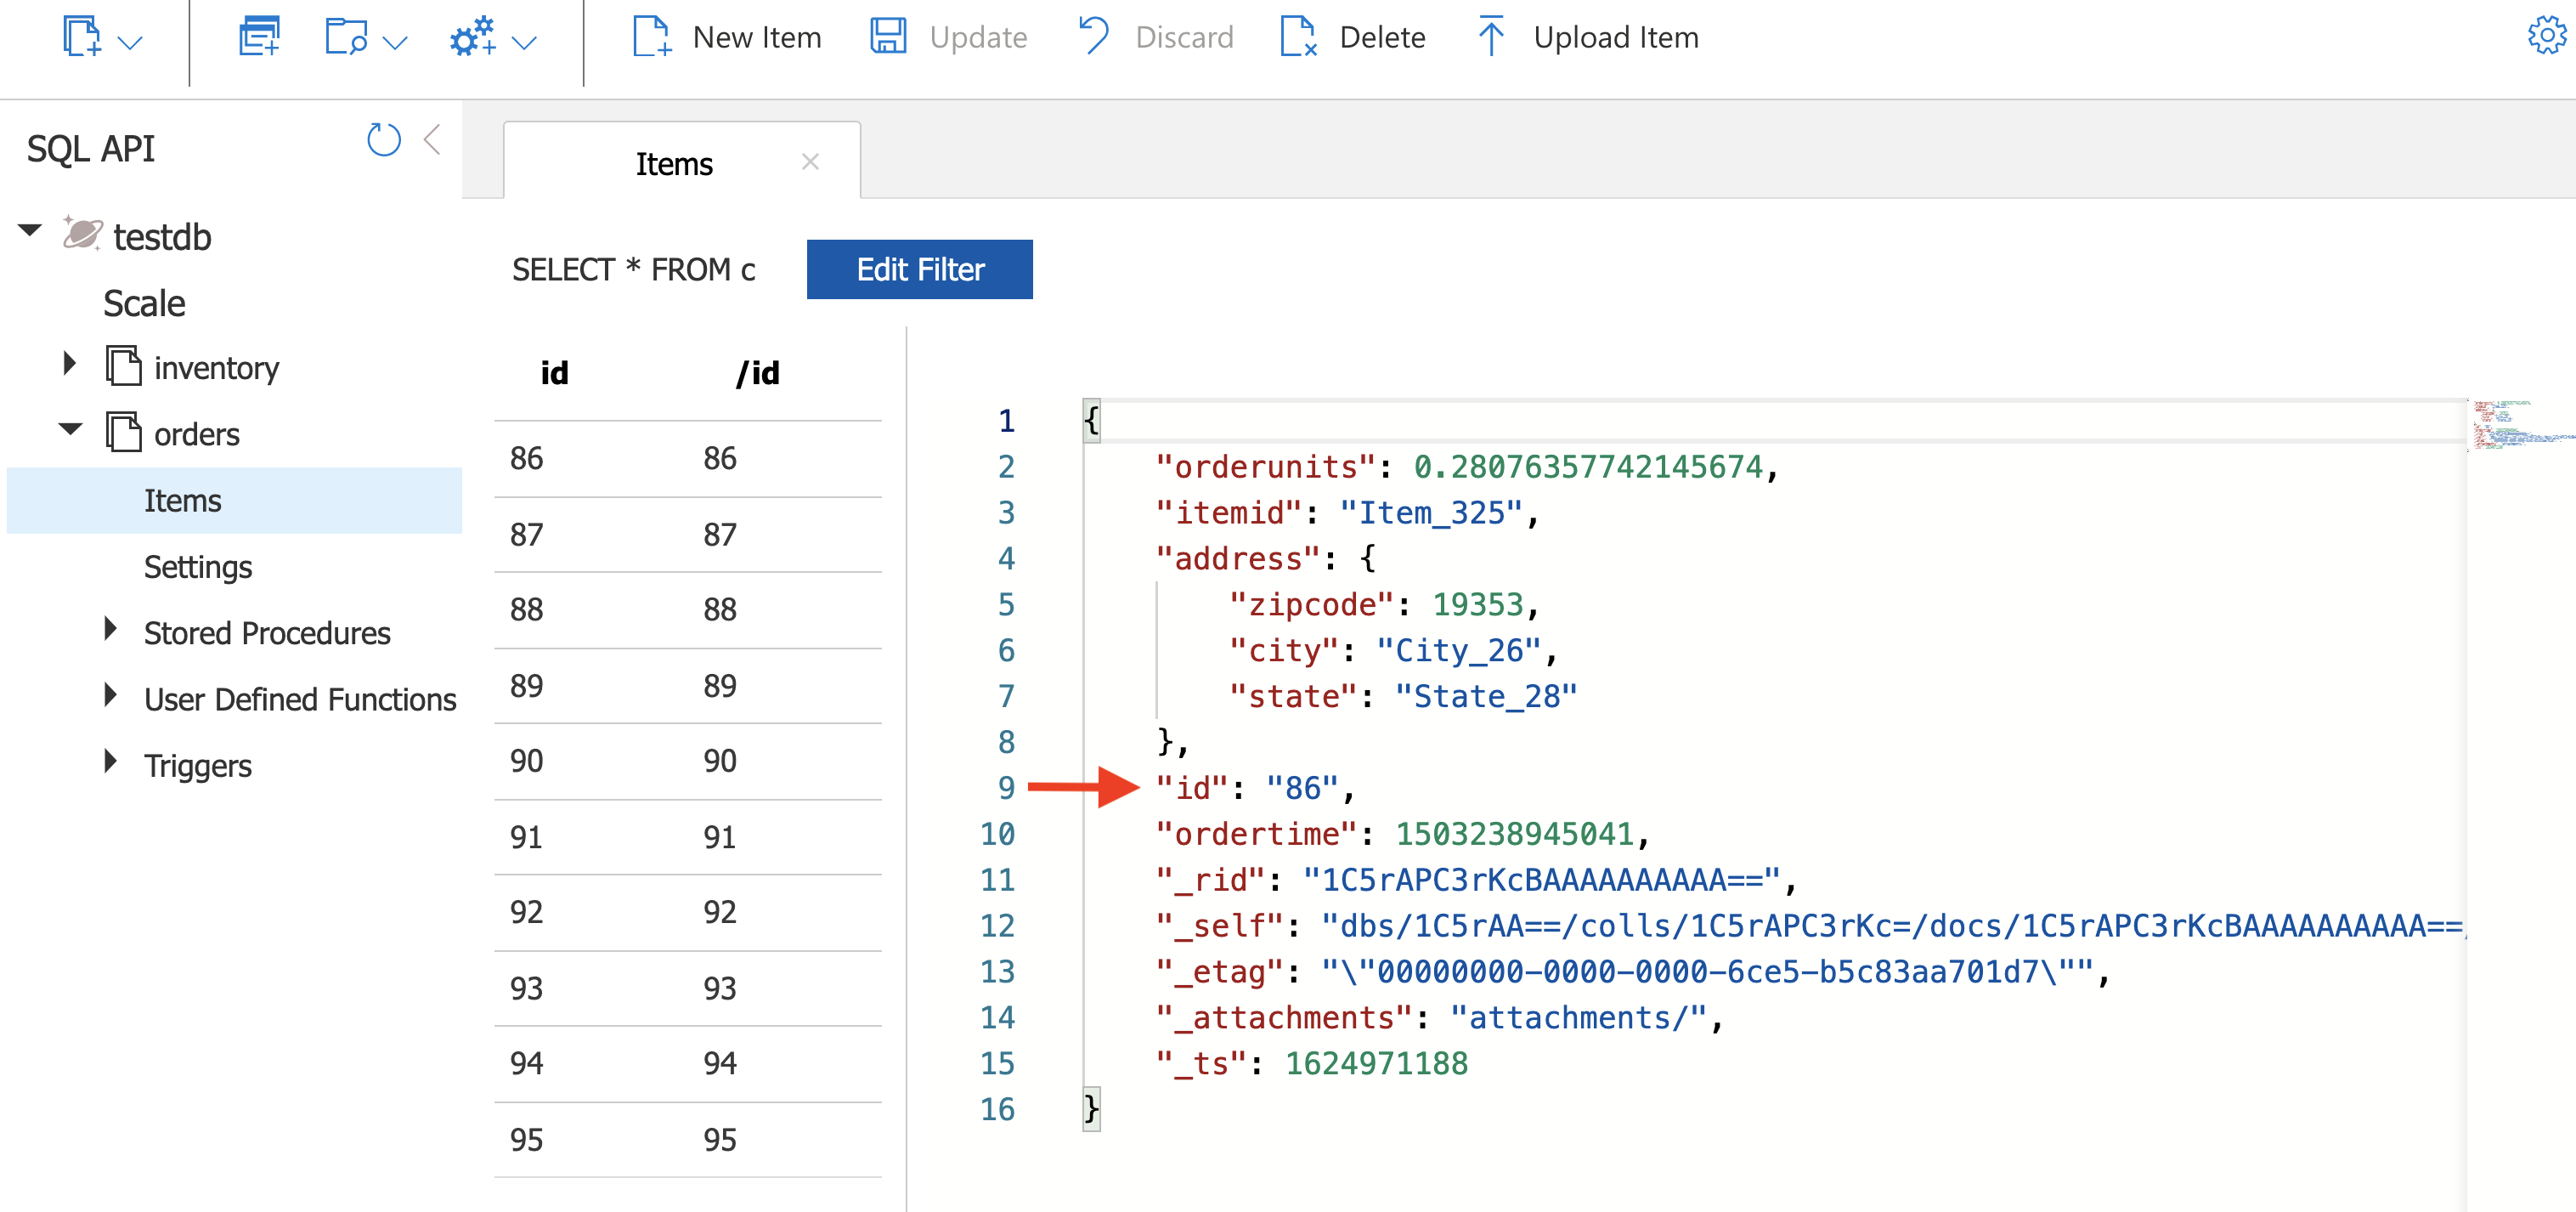 New Item
Update
Discard
Delete
Upload Item
SQL API
testdb
Scale
inventory
orders
Items
Settings
Stored Procedures
User Defined Functions
Triggers
Items
SELECT * FROM c
Edit Filter
id /id
86 86
87 87
88 88
89 89
90 90
91 91
92 92
93 93
94 94
95 95
1 {
2 "orderunits": 0.28076357742145674,
3 "itemid": "Item_325",
4 "address": {
5 "zipcode": 19353,
6 "city": "City_26",
7 "state": "State_28"
8 },
9 "id": "86",
10 "ordertime": 1503238945041,
11 "_rid": "1C5rAPC3rKcBAAAAAAAAAA==",
12 "_self": "dbs/1C5rAA==/colls/1C5rAPC3rKc=/docs/1C5rAPC3rKcBAAAAAAAAAA==/
13 "_etag": "\"00000000-0000-0000-6ce5-b5c83aa701d7\"",
14 "_attachments": "attachments/",
15 "_ts": 1624971188
16 }